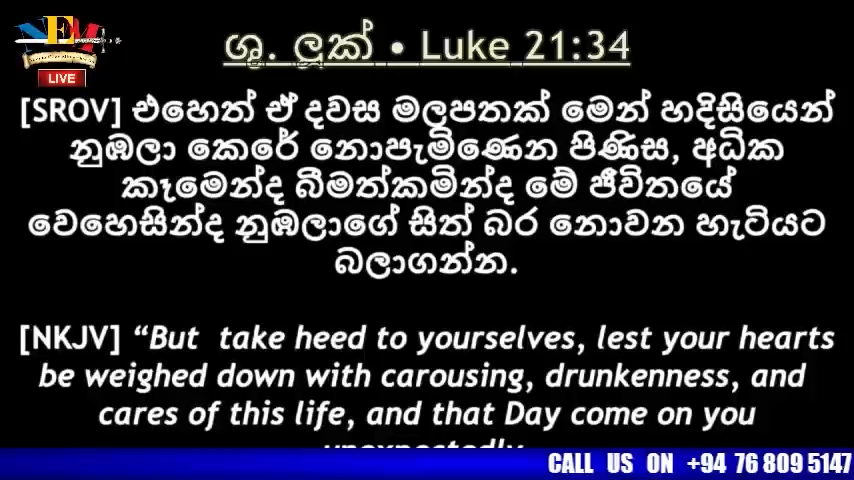 NEM
LIVE
ශු. ලූක් • Luke 21:34
[SROV] එහෙත් ඒ දවස මලපතක් මෙන් හදිසියෙන්
නුඹලා කෙරේ නොපැමිණෙන පිණිස, අධික
කෑමෙන්ද බීමත්කමින්ද මේ ජීවිතයේ
වෙහෙසින්ද නුඹලාගේ සිත් බර නොවන හැටියට
බලාගන්න.
[NKJV] “But take heed to yourselves, lest your hearts
be weighed down with carousing, drunkenness, and
cares of this life, and that Day come on you
CALL US ON +94 76 809 5147